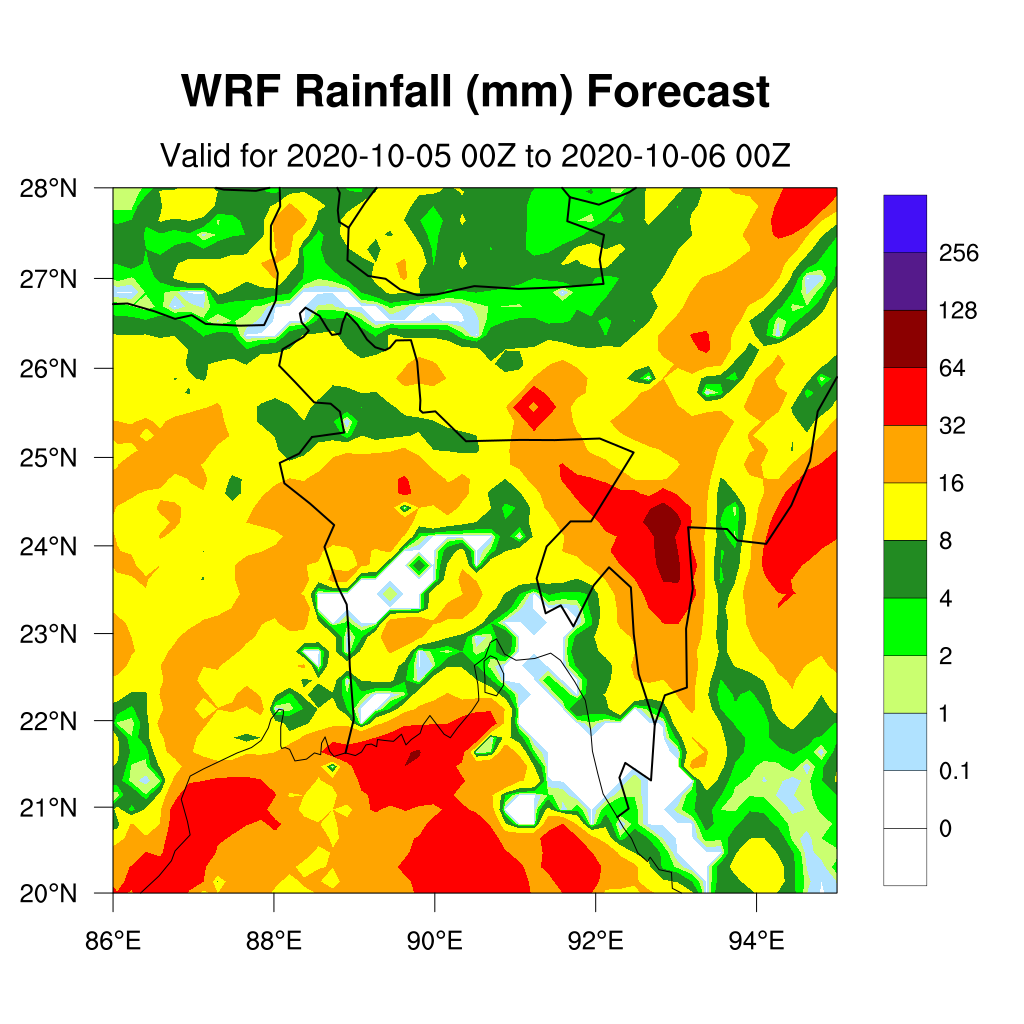 WRF Rainfall (mm) Forecast
Valid for 2020-10-05 00Z to 2020-10-06 00Z
28°N
27°N
26°N
25°N
24°N
23°N
22°N
21°N
20°N
86°E 88°E 90°E 92°E 94°E
256
128
64
32
16
8
4
2
1
0.1
0